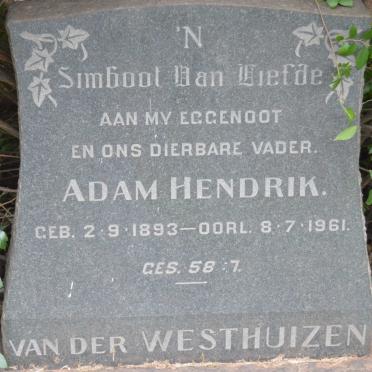 'N
Simbool Van Liefde
AAN MY EGGENOOT
EN ONS DIERBARE VADER.
ADAM HENDRIK.
GEB. 2·9·1893—OORL. 8·7·1961.
GES. 58:7.
VAN DER WESTHUIZEN